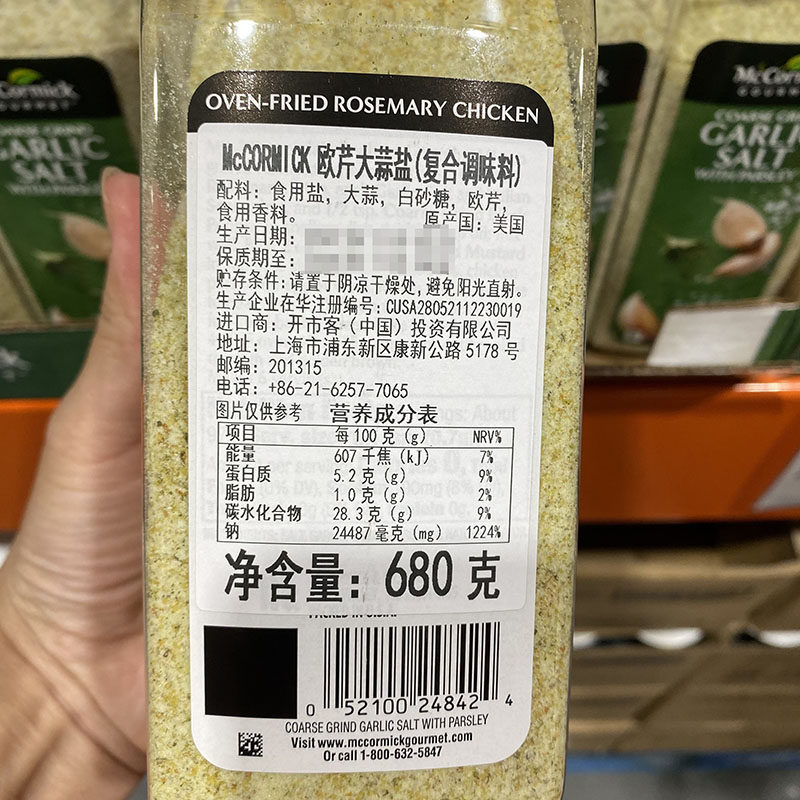 OVEN-FRIED ROSEMARY CHICKEN
McCORMICK 欧芹大蒜盐(复合调味料)
配料：食用盐，大蒜，白砂糖，欧芹，
食用香料。 原产国：美国
生产日期：
保质期至：
贮存条件：请置于阴凉干燥处，避免阳光直射。
生产企业在华注册编号：CUSA28052112230019
进口商：开市客（中国）投资有限公司
地址：上海市浦东新区康新公路 5178 号
邮编：201315
电话：+86-21-6257-7065
图片仅供参考 营养成分表
项目 每 100 克（g） NRV%
能量 607 千焦（kJ） 7%
蛋白质 5.2 克（g） 9%
脂肪 1.0 克（g） 2%
碳水化合物 28.3 克（g） 9%
钠 24487 毫克（mg） 1224%
净含量：680 克
0 52100 24842 4
COARSE GRIND GARLIC SALT WITH PARSLEY
Visit www.mccormickgourmet.com
Or call 1-800-632-5847
GARLIC
SALT
WITH PARSLEY